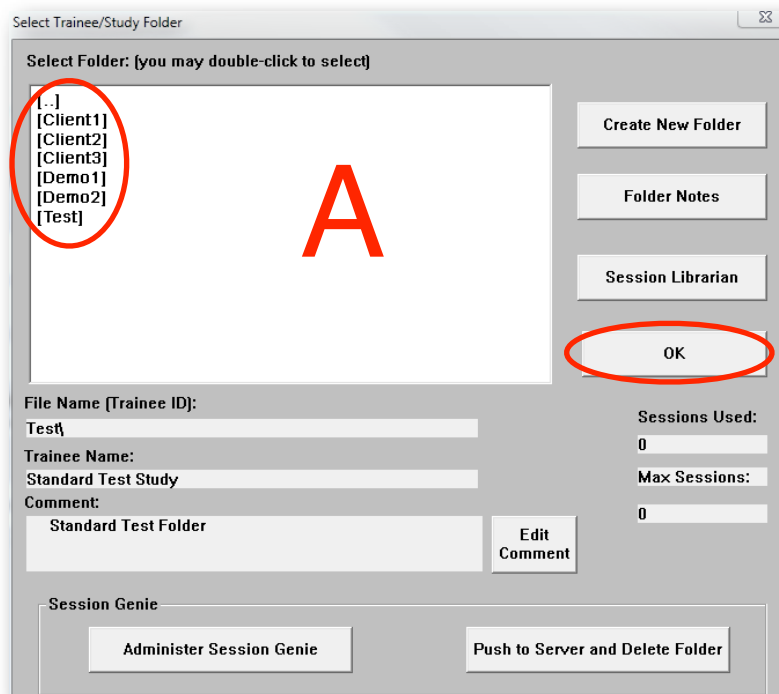 Select Trainee/Study Folder
Select Folder: (you may double-click to select)
[..]
[Client1]
[Client2]
[Client3]
[Demo1]
[Demo2]
[Test]
A
Create New Folder
Folder Notes
Session Librarian
OK
File Name (Trainee ID):
Test\
Trainee Name:
Standard Test Study
Comment:
Standard Test Folder
Edit
Comment
Sessions Used:
0
Max Sessions:
0
Session Genie
Administer Session Genie
Push to Server and Delete Folder